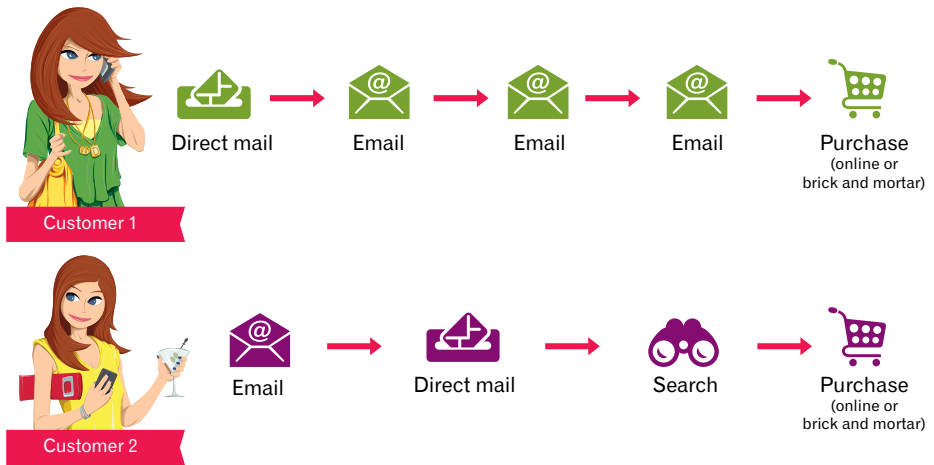 Direct mail
Email
Email
Email
Purchase
(online or
brick and mortar)
Customer 1
Email
Direct mail
Search
Purchase
(online or
brick and mortar)
Customer 2